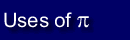 Uses of π